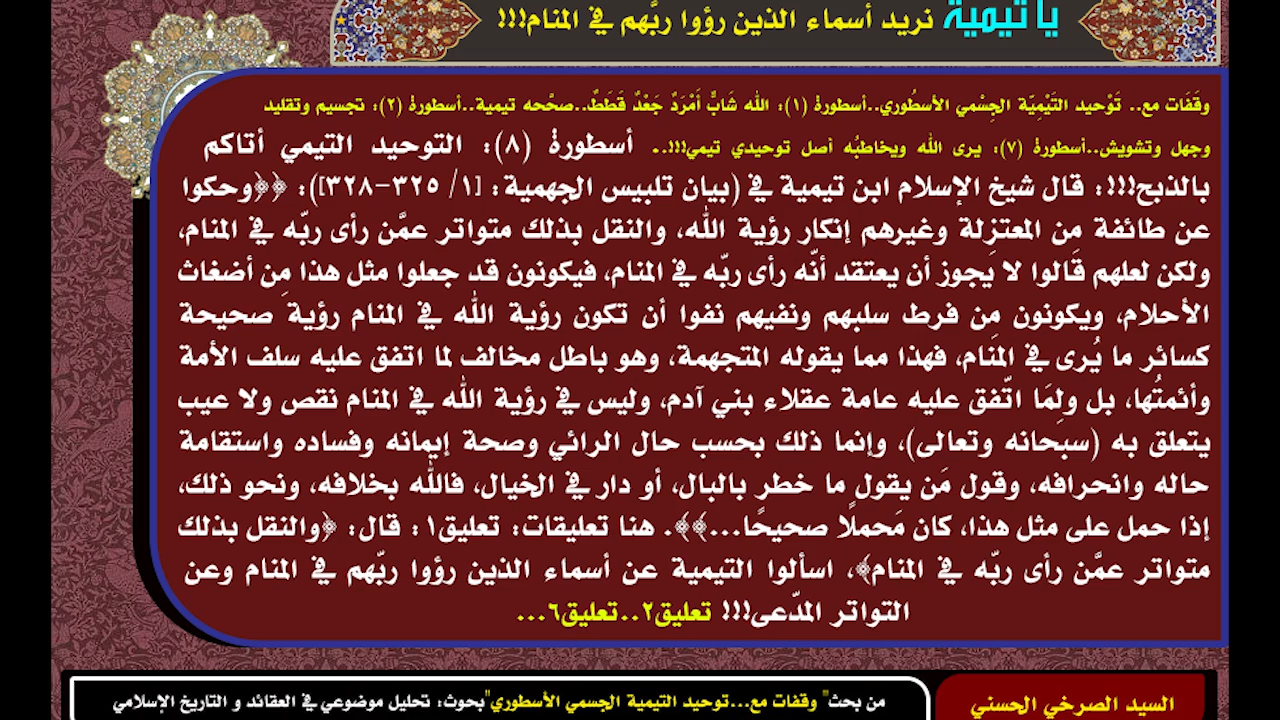 يا تيمية نريد أسماء الذين رؤوا ربَّهم في المنام!!!
وقَفَات مع.. تَوْحيد التَيْمِيّة الجِسْمي الأسطُوري..أسطورة (١): الله شَابٌّ أَمْرَدٌ جَعْدٌ قَطَطٌ..صحّحه تيمية..أسطورة (٢): تجسيم وتقليد
وجهل وتشويش..أسطورة (٧): يرى الله ويخاطبُه أصل توحيدي تيمي!!!.. أسطورة (٨): التوحيد التيمي أتاكم
بالذبح!!!: قال شيخ الإسلام ابن تيمية في (بيان تلبيس الجهمية: [١/ ٣٢٥-٣٢٨]): ﴿﴿وحكوا
عن طائفة من المعتزلة وغيرهم إنكار رؤية الله، والنقل بذلك متواتر عمَّن رأى ربّه في المنام،
ولكن لعلهم قالوا لا يجوز أن يعتقد أنّه رأى ربّه في المنام، فيكونون قد جعلوا مثل هذا مِن أضغاث
الأحلام، ويكونون مِن فرط سلبهم ونفيهم نفوا أن تكون رؤية الله في المنام رؤية صحيحة
كسائر ما يُرى في المنام، فهذا مما يقوله المتجهمة، وهو باطل مخالف لما اتفق عليه سلف الأمة
وأئمتُها، بل ولِمَا اتّفق عليه عامة عقلاء بني آدم، وليس في رؤية الله في المنام نقص ولا عيب
يتعلق به (سبحانه وتعالى)، وإنما ذلك بحسب حال الرائي وصحة إيمانه وفساده واستقامة
حاله وانحرافه، وقول مَن يقول ما خطر بالبال، أو دار في الخيال، فالله بخلافه، ونحو ذلك،
إذا حمل على مثل هذا، كان مَحملًا صحيحًا...﴾﴾. هنا تعليقات: تعليق١: قال: ﴿والنقل بذلك
متواتر عمَّن رأى ربّه في المنام﴾، اسألوا التيمية عن أسماء الذين رؤوا ربّهم في المنام وعن
التواتر المدّعى!!! تعليق٢..تعليق٦...
السيد الصرخي الحسني
من بحث" وقفات مع...توحيد التيمية الجسمي الأسطوري"بحوث: تحليل موضوعي في العقائد و التاريخ الإسلامي